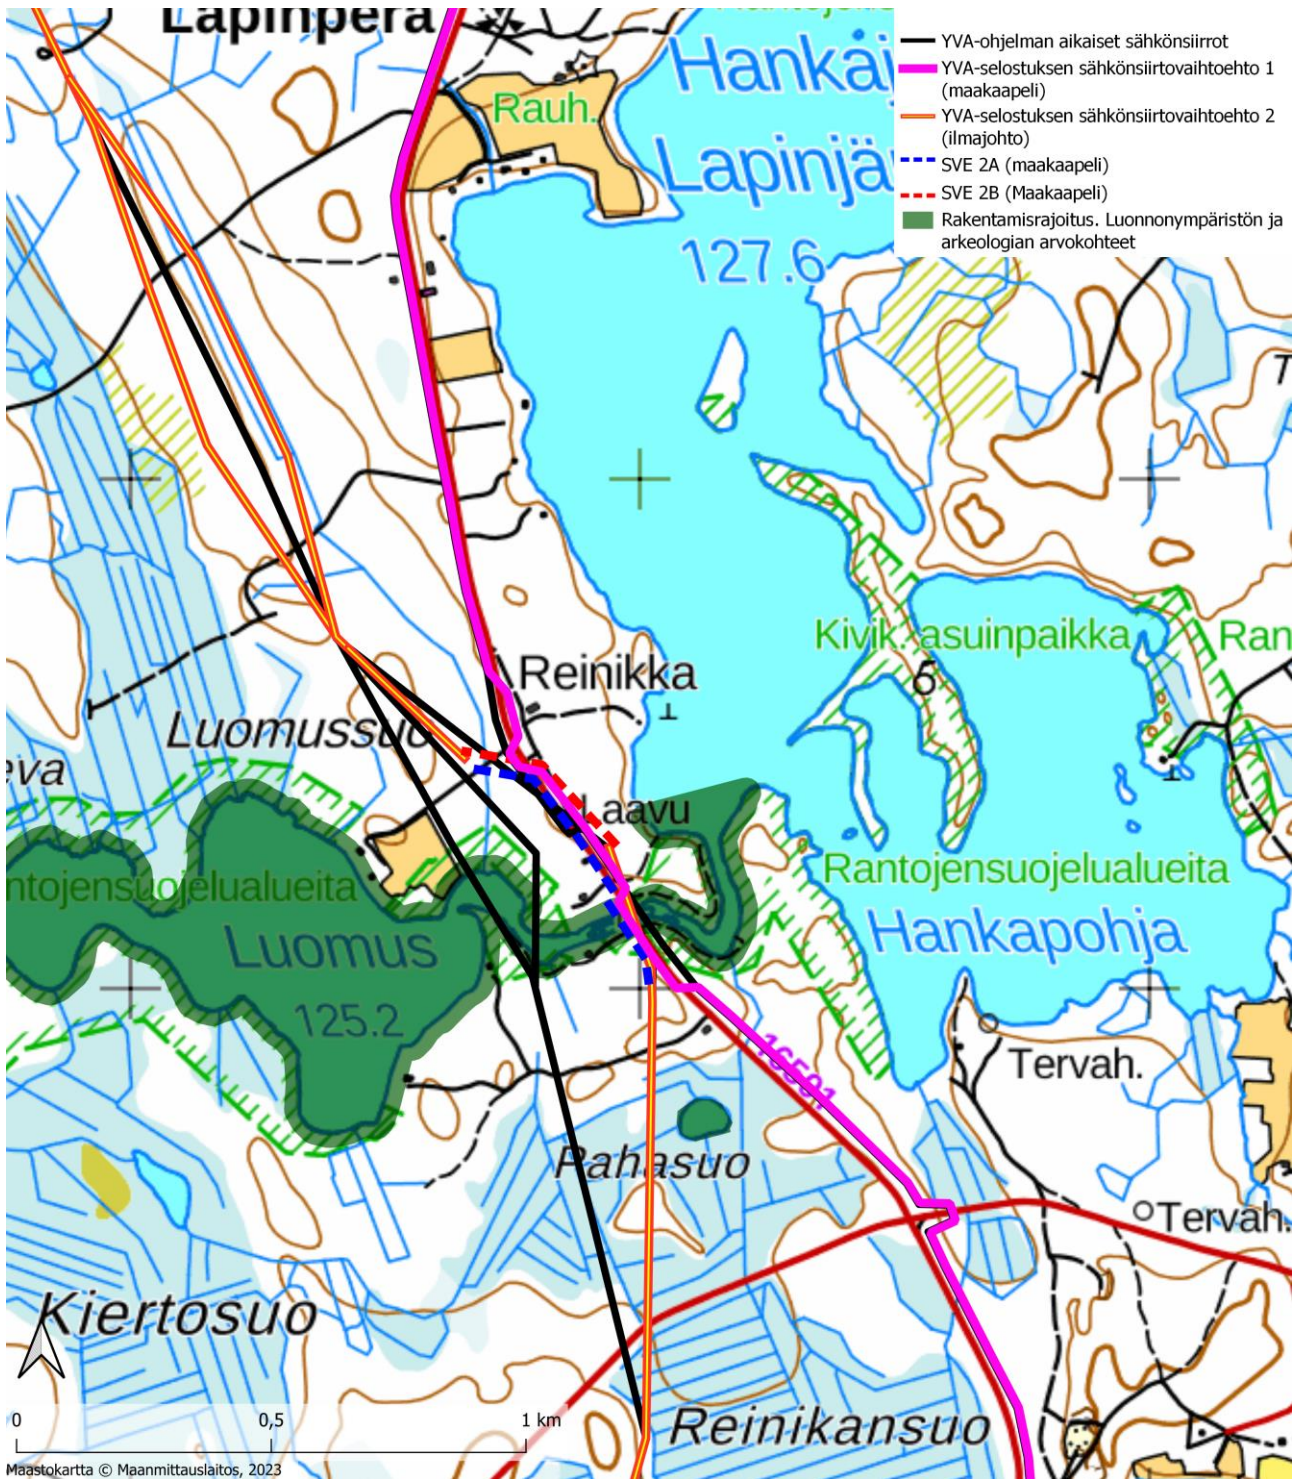 Lapinperä
Hankaj
Lapinjä
127.6
Rauh.
YVA-ohjelman aikaiset sähkönsiirrot
YVA-selostuksen sähkönsiirtovaihtoehto 1
(maakaapeli)
YVA-selostuksen sähkönsiirtovaihtoehto 2
(ilmajohto)
SVE 2A (maakaapeli)
SVE 2B (Maakaapeli)
Rakentamisrajoitus. Luonnonympäristön ja
arkeologian arvokohteet
T
Kivik. asuinpaikka
Ran
6
Reinikka
Luomussuo
eva
Laavu
ntojensuojelualueita
Rantojensuojelualueita
Luomus
Hankapohja
125.2
16591
Tervah.
Pahasuo
Tervah.
Kiertosuo
Reinikansuo
0
0,5
1 km
Maastokartta © Maanmittauslaitos, 2023